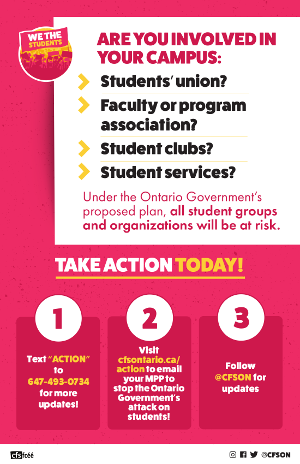 WE THE
STUDENTS
ARE YOU INVOLVED IN
YOUR CAMPUS:
Students' union?
Faculty or program
association?
Student clubs?
Student services?
Under the Ontario Government's
proposed plan, all student groups
and organizations will be at risk.
TAKE ACTION TODAY!
1
Text "ACTION"
to
647-493-0734
for more
updates!
2
Visit
cfsontario.ca/
action to email
your MPP to
stop the Ontario
Government's
attack on
students!
3
Follow
@CFSON for
updates
cfs fcéé
@CFSON